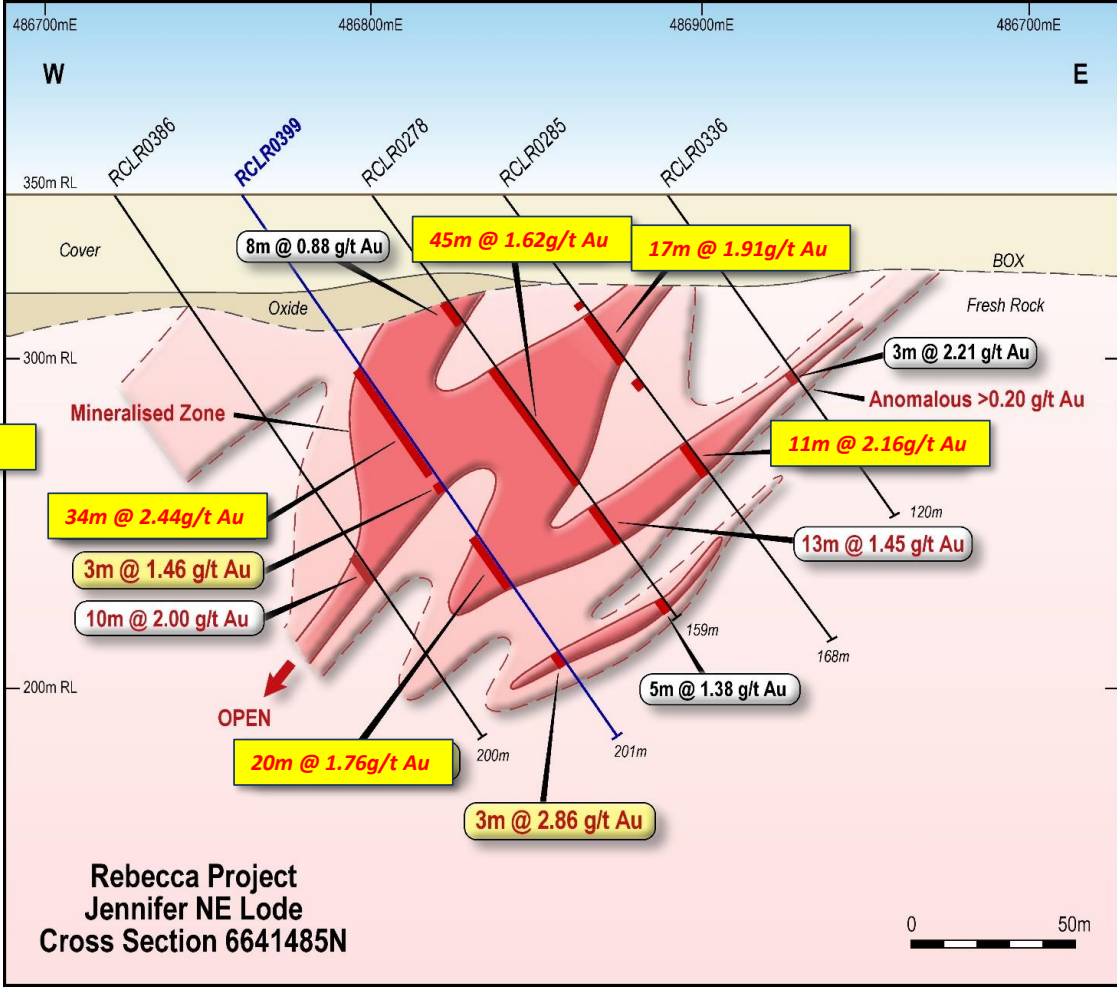 486700mE
486800mE
486900mE
486700mE
W
E
RCLR0386
RCLR0399
RCLR0278
RCLR0285
RCLR0336
350m RL
Cover
8m @ 0.88 g/t Au
45m @ 1.62g/t Au
17m @ 1.91g/t Au
BOX
Oxide
Fresh Rock
300m RL
3m @ 2.21 g/t Au
Anomalous >0.20 g/t Au
Mineralised Zone
11m @ 2.16g/t Au
34m @ 2.44g/t Au
120m
13m @ 1.45 g/t Au
3m @ 1.46 g/t Au
10m @ 2.00 g/t Au
159m
168m
200m RL
5m @ 1.38 g/t Au
OPEN
200m
201m
20m @ 1.76g/t Au
3m @ 2.86 g/t Au
Rebecca Project
Jennifer NE Lode
Cross Section 6641485N
0
50m